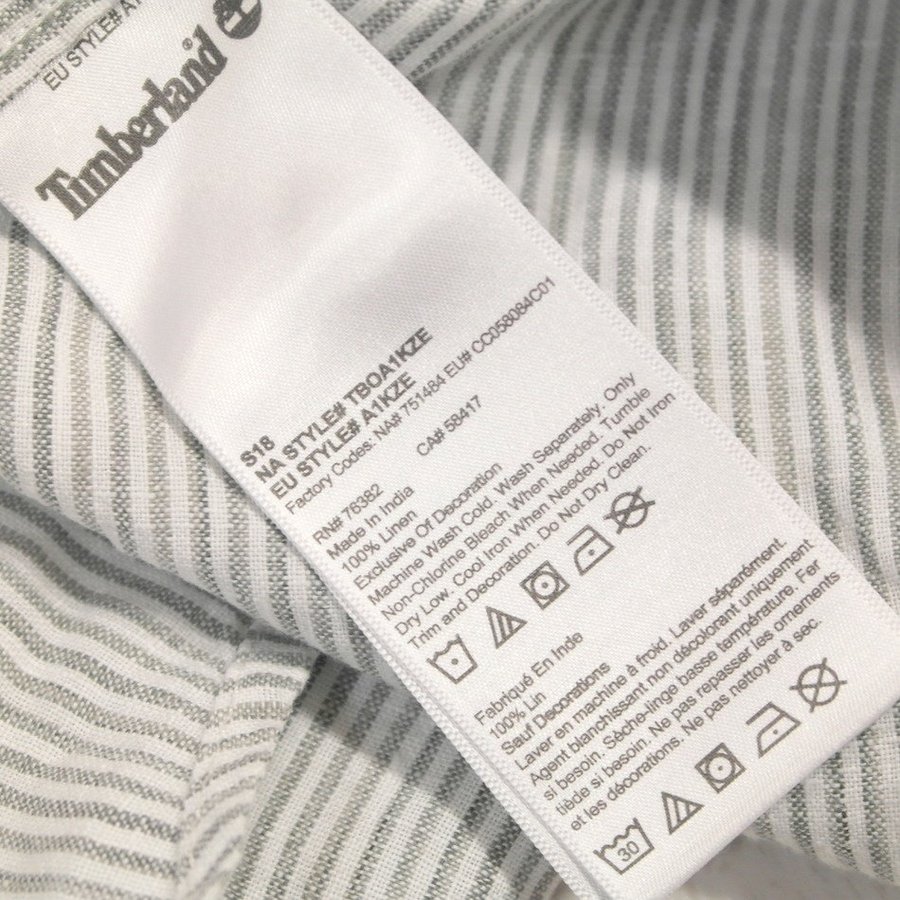 EU STYLE#
Timberland
S18
NA STYLE# TBOA1KZE
EU STYLE# A1KZE
Factory Codes: NA# 751484 EU# CC058084C01
RN# 76382 CA# 58417
Made In India
100% Linen
Exclusive Of Decoration
Machine Wash Cold. Wash Separately. Only
Non-Chlorine Bleach When Needed. Tumble
Dry Low. Cool Iron When Needed. Do Not Iron
Trim and Decoration. Do Not Dry Clean.
Fabriqué En Inde
100% Lin
Sauf Decorations
Laver en machine à froid. Laver séparément.
Agent blanchissant non décolorant uniquement
si besoin. Sèche-linge basse température. Fer
tiède si besoin. Ne pas repasser les ornements
et les décorations. Ne pas nettoyer à sec.
30